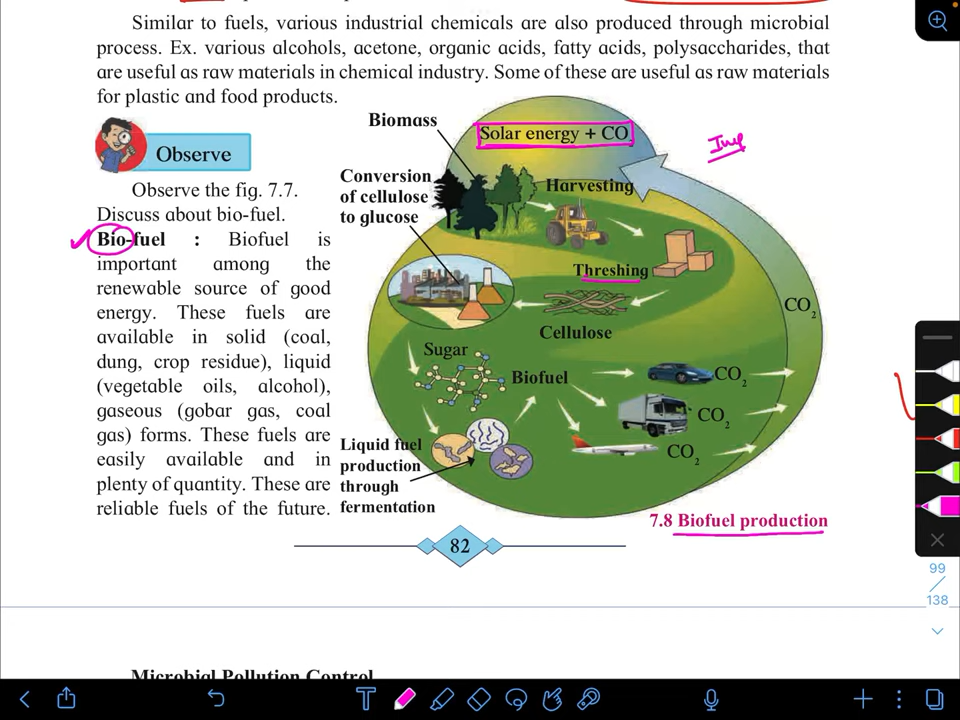 Similar to fuels, various industrial chemicals are also produced through microbial
process. Ex. various alcohols, acetone, organic acids, fatty acids, polysaccharides, that
are useful as raw materials in chemical industry. Some of these are useful as raw materials
for plastic and food products.
Observe
Observe the fig. 7.7.
Discuss about bio-fuel.
Bio-fuel : Biofuel is
important among the
renewable source of good
energy. These fuels are
available in solid (coal,
dung, crop residue), liquid
(vegetable oils, alcohol),
gaseous (gobar gas, coal
gas) forms. These fuels are
easily available and in
plenty of quantity. These are
reliable fuels of the future.
Biomass
Solar energy + CO2
Imp
Conversion
of cellulose
to glucose
Harvesting
Threshing
CO2
Cellulose
Sugar
Biofuel
CO2
CO2
CO2
Liquid fuel
production
through
fermentation
7.8 Biofuel production
82
99
138
Microbial Pollution Control
T